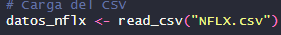 # Carga del CSV
datos_nflx <- read_csv("NFLX.csv")